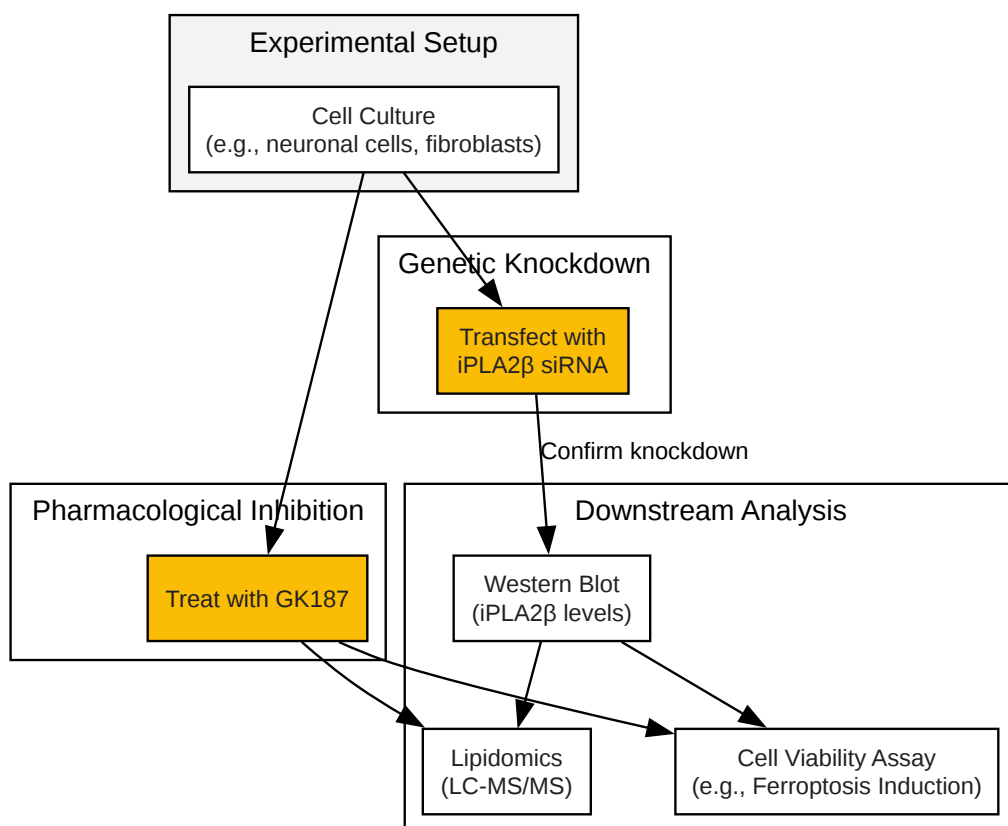 Experimental Setup
Cell Culture
(e.g., neuronal cells, fibroblasts)
Genetic Knockdown
Transfect with
iPLA2β siRNA
Confirm knockdown
Pharmacological Inhibition
Treat with GK187
Downstream Analysis
Western Blot
(iPLA2β levels)
Lipidomics
(LC-MS/MS)
Cell Viability Assay
(e.g., Ferroptosis Induction)